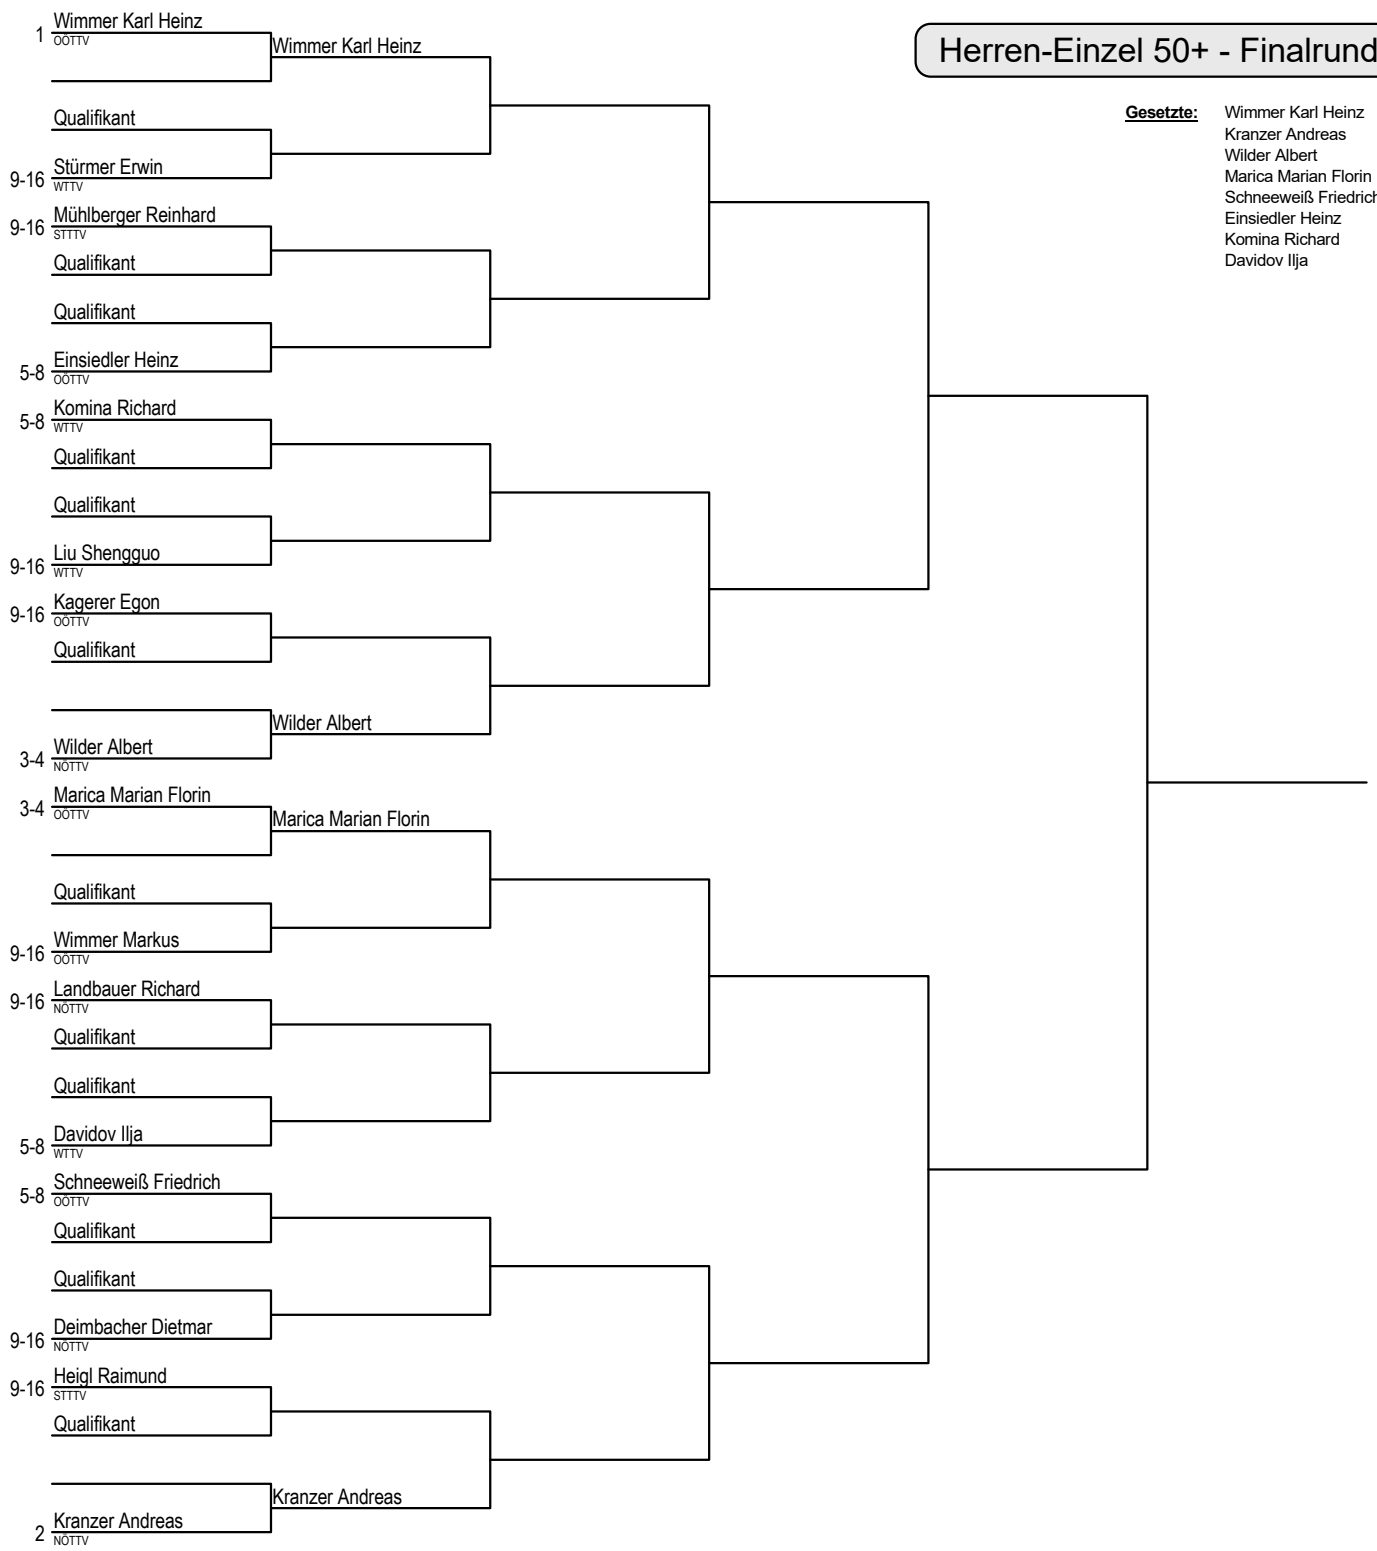 Herren-Einzel 50+ - Finalrund
Gesetzte: Wimmer Karl Heinz
Kranzer Andreas
Wilder Albert
Marica Marian Florin
Schneeweiß Friedrich
Einsiedler Heinz
Komina Richard
Davidov Ilja
1 Wimmer Karl Heinz
OÖTTV
Wimmer Karl Heinz
Qualifikant
9-16 Stürmer Erwin
WTTV
9-16 Mühlberger Reinhard
STTTV
Qualifikant
Qualifikant
5-8 Einsiedler Heinz
OÖTTV
5-8 Komina Richard
WTTV
Qualifikant
Qualifikant
9-16 Liu Shengguo
WTTV
9-16 Kagerer Egon
OÖTTV
Qualifikant
Wilder Albert
3-4 Wilder Albert
NÖTTV
3-4 Marica Marian Florin
OÖTTV
Marica Marian Florin
Qualifikant
9-16 Wimmer Markus
OÖTTV
9-16 Landbauer Richard
NÖTTV
Qualifikant
Qualifikant
5-8 Davidov Ilja
WTTV
5-8 Schneeweiß Friedrich
OÖTTV
Qualifikant
Qualifikant
9-16 Deimbacher Dietmar
NÖTTV
9-16 Heigl Raimund
STTTV
Qualifikant
Kranzer Andreas
2 Kranzer Andreas
NÖTTV